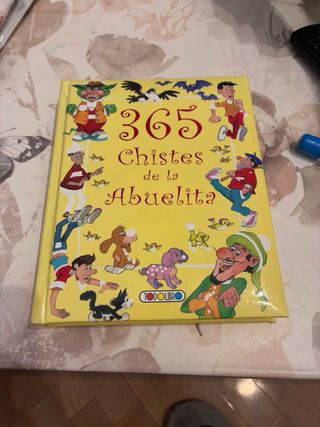 365
Chistes
de la
Abuelita
TODOLIBRO